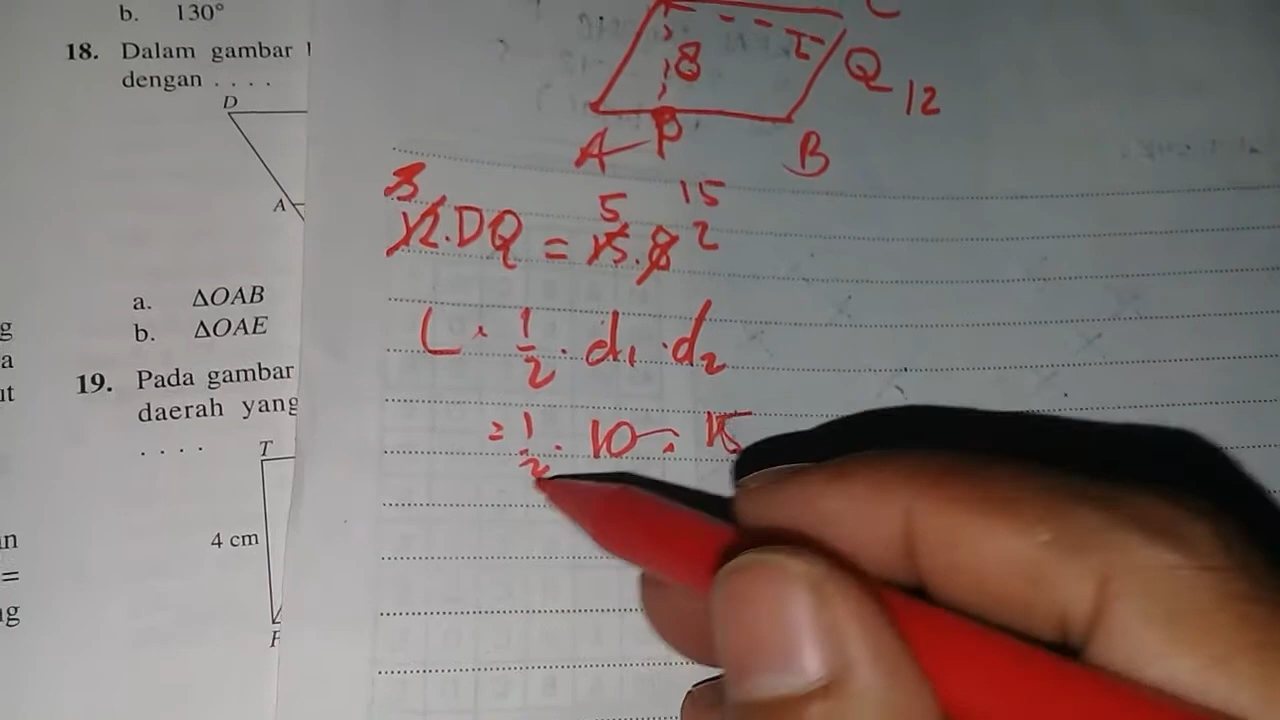 b. 130°
18. Dalam gambar
dengan . . . .
D
A
a. ΔOAB
b. ΔOAE
19. Pada gambar
daerah yang
. . . .
T
4 cm
g
a
ut
n
=
g
C
8
Q
12
A P B
3 5 15
12.DQ = 15.8 2
L = 1/2 . d1 . d2
= 1/2 . 10 . 15